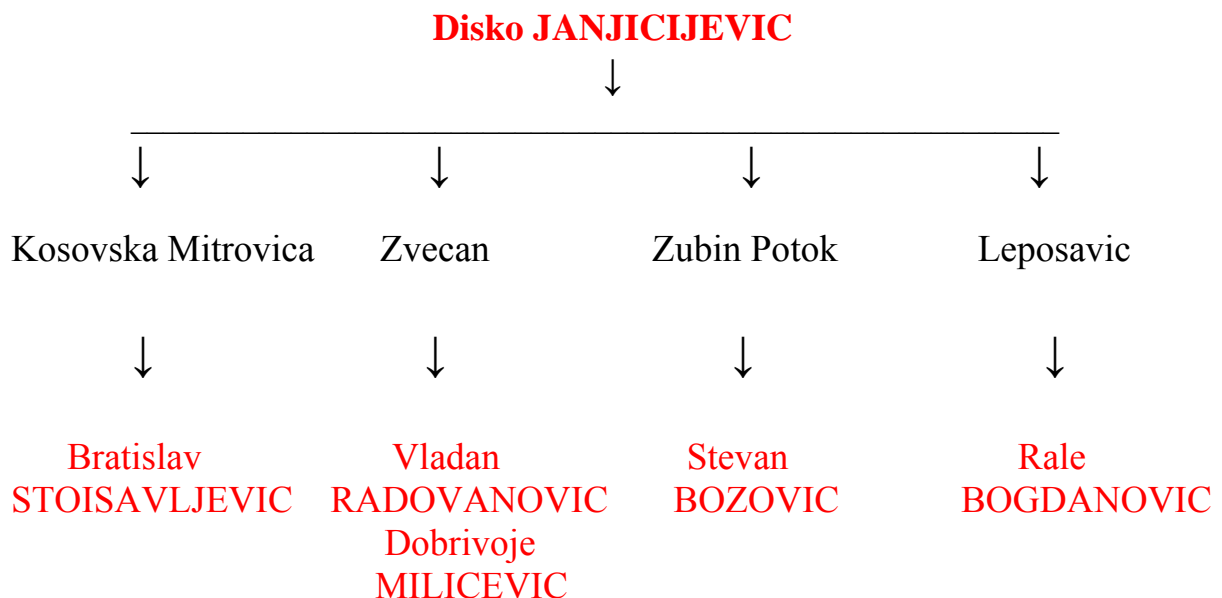 Disko JANJICIJEVIC
↓
↓ ↓ ↓ ↓
Kosovska Mitrovica Zvecan Zubin Potok Leposavic
↓ ↓ ↓ ↓
Bratislav Vladan Stevan Rale
STOISAVLJEVIC RADOVANOVIC BOZOVIC BOGDANOVIC
Dobrivoje
MILICEVIC